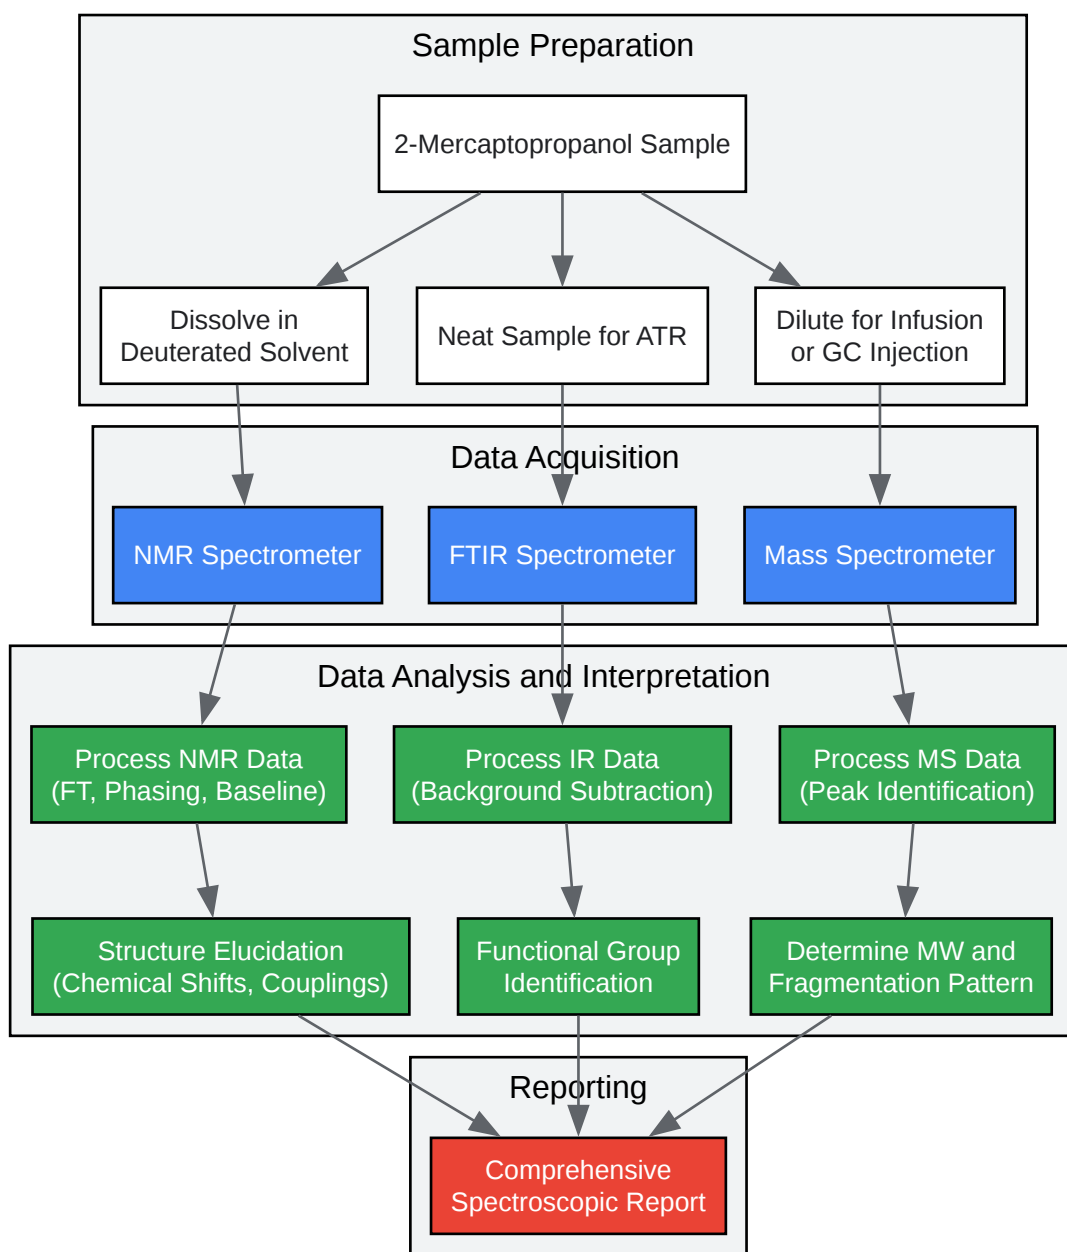 Sample Preparation
2-Mercaptopropanol Sample
Dissolve in
Deuterated Solvent
Neat Sample for ATR
Dilute for Infusion
or GC Injection
Data Acquisition
NMR Spectrometer
FTIR Spectrometer
Mass Spectrometer
Data Analysis and Interpretation
Process NMR Data
(FT, Phasing, Baseline)
Process IR Data
(Background Subtraction)
Process MS Data
(Peak Identification)
Structure Elucidation
(Chemical Shifts, Couplings)
Functional Group
Identification
Determine MW and
Fragmentation Pattern
Reporting
Comprehensive
Spectroscopic Report